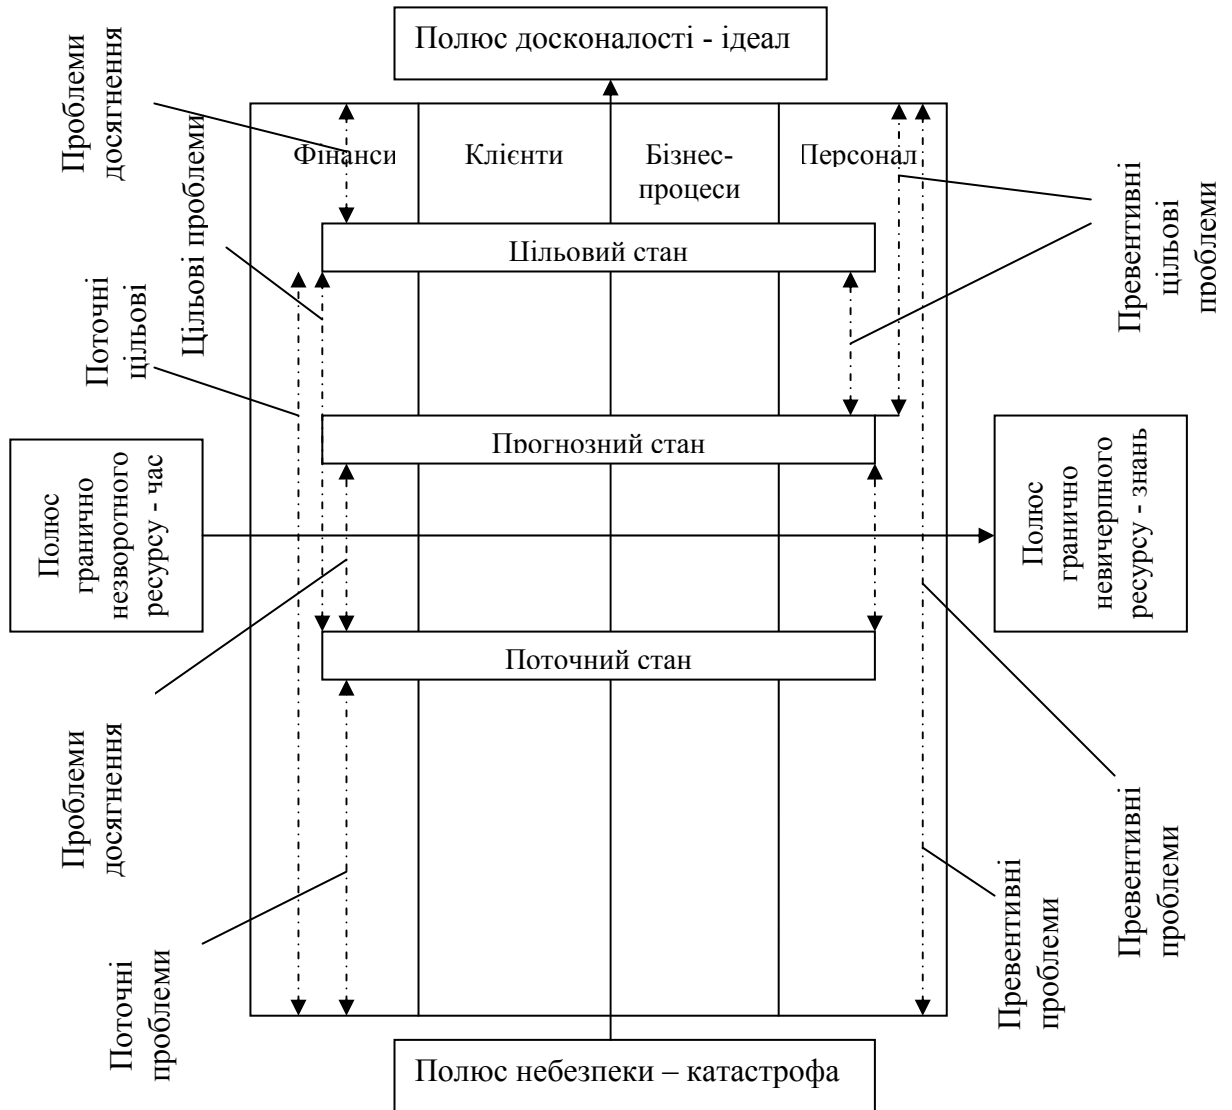 Полюс досконалості - ідеал
Проблеми
досягнення
Цільові проблеми
Поточні
цільові
Фінанси
Клієнти
Бізнес-
процеси
Персонал
Превентивні
цільові
проблеми
Цільовий стан
Прогнозний стан
Полюс
гранично
незворотного
ресурсу - час
Полюс
гранично
невичерпного
ресурсу - знань
Поточний стан
Проблеми
досягнення
Поточні
проблеми
Превентивні
проблеми
Превентивні
проблеми
Полюс небезпеки – катастрофа